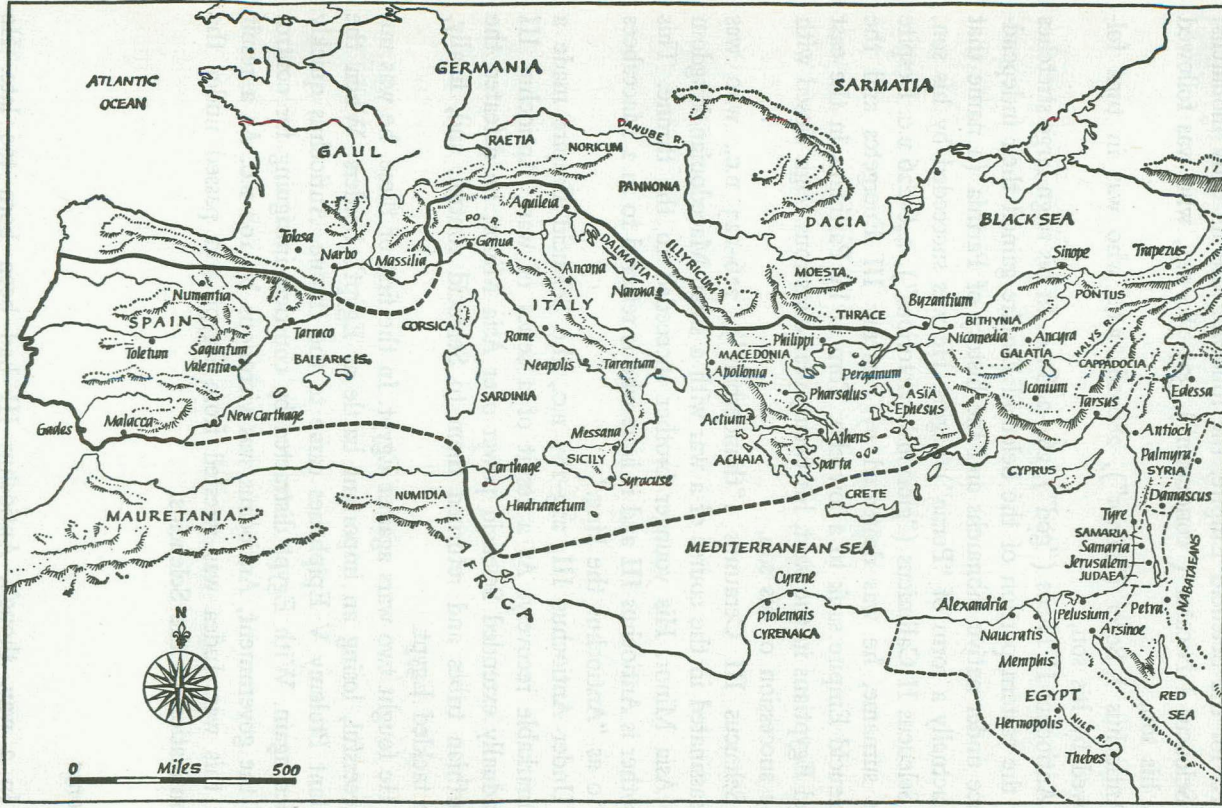 ATLANTIC
OCEAN
GERMANIA
SARMATIA
GAUL
RAETIA
NORICUM
DANUBE R.
PANNONIA
DACIA
BLACK SEA
Aquileia
PO R.
Tolosa
Narbo
Massilia
Genua
DALMATIA
ILLYRICUM
MOESTA
Sinope
Trapezus
Ancona
Narona
PONTUS
Numantia
SPAIN
Tarraco
CORSICA
ITALY
Rome
THRACE
Byzantium
BITHYNIA
Nicomedia
Ancyra
HALYS R.
Philippi
GALATIA
Toletum
Saguntum
Valentia
BALEARIC IS.
Neapolis
Tarentum
MACEDONIA
Apollonia
Pergamum
CAPPADOCIA
Pharsalus
ASIA
Iconium
Edessa
SARDINIA
Ephesus
Tarsus
Malacca
New Carthage
Gades
Actium
Athens
Antioch
Messana
SICILY
ACHAIA
Sparta
Palmyra
SYRIA
CYPRUS
Carthage
Syracuse
CRETE
Damascus
NUMIDIA
Hadrutnetum
MAURETANIA
Tyre
SAMARIA
Samaria
Jerusalem
JUDAEA
AFRICA
MEDITERRANEAN SEA
NABATAEANS
Cyrene
Ptolemais
CYRENAICA
Alexandria
Pelusium
Petra
Naucratis
Arsinoe
Memphis
EGYPT
RED
SEA
Hermopolis
NILE R.
Thebes
N
0 Miles 500